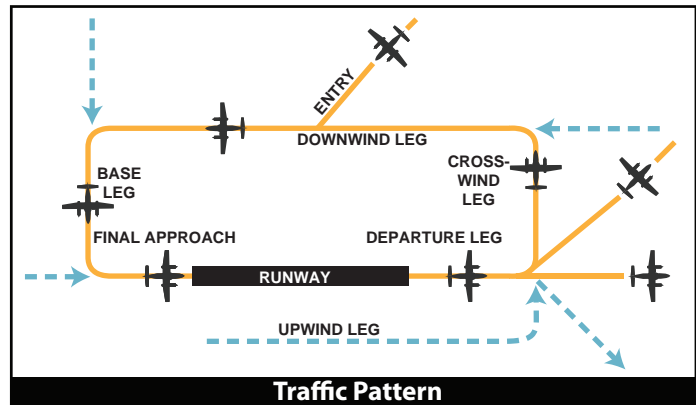 ENTRY
DOWNWIND LEG
BASE
LEG
CROSS-
WIND
LEG
FINAL APPROACH
DEPARTURE LEG
RUNWAY
UPWIND LEG
Traffic Pattern